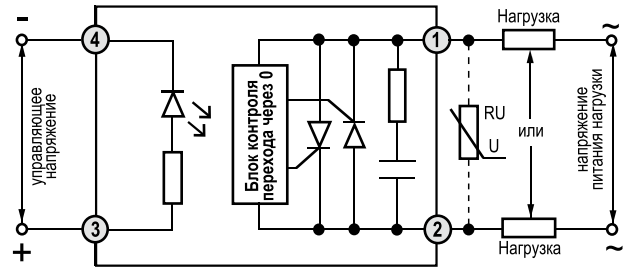 Нагрузка
-
4
1
~
управляющее
напряжение
Блок контроля
перехода через 0
RU
U
или
напряжение
питания нагрузки
+
3
2
Нагрузка
~